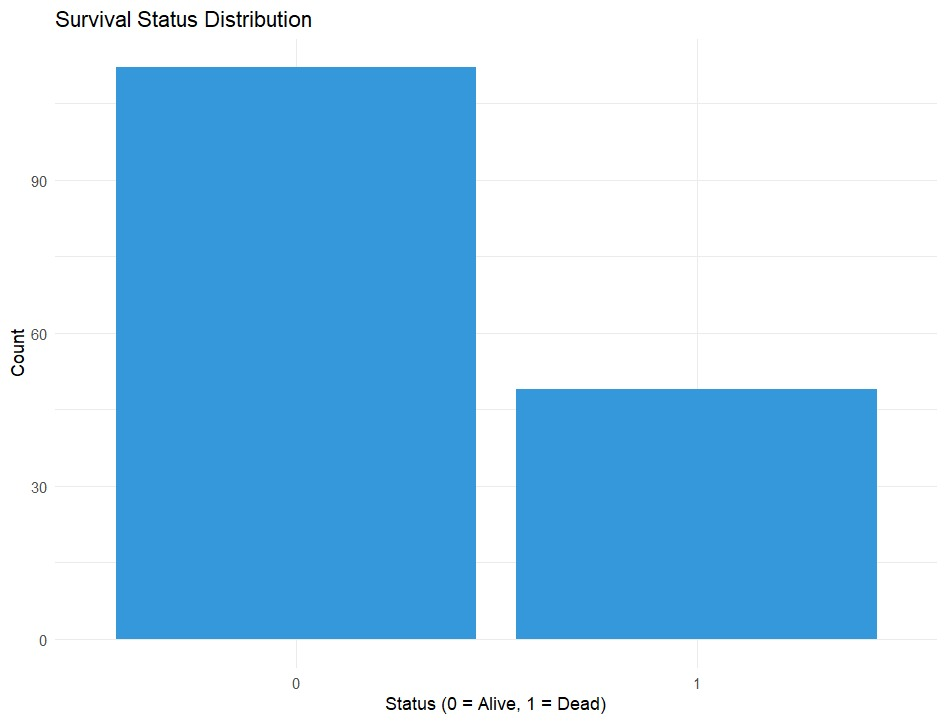 Survival Status Distribution
Count
90
60
30
0
0
1
Status (0 = Alive, 1 = Dead)